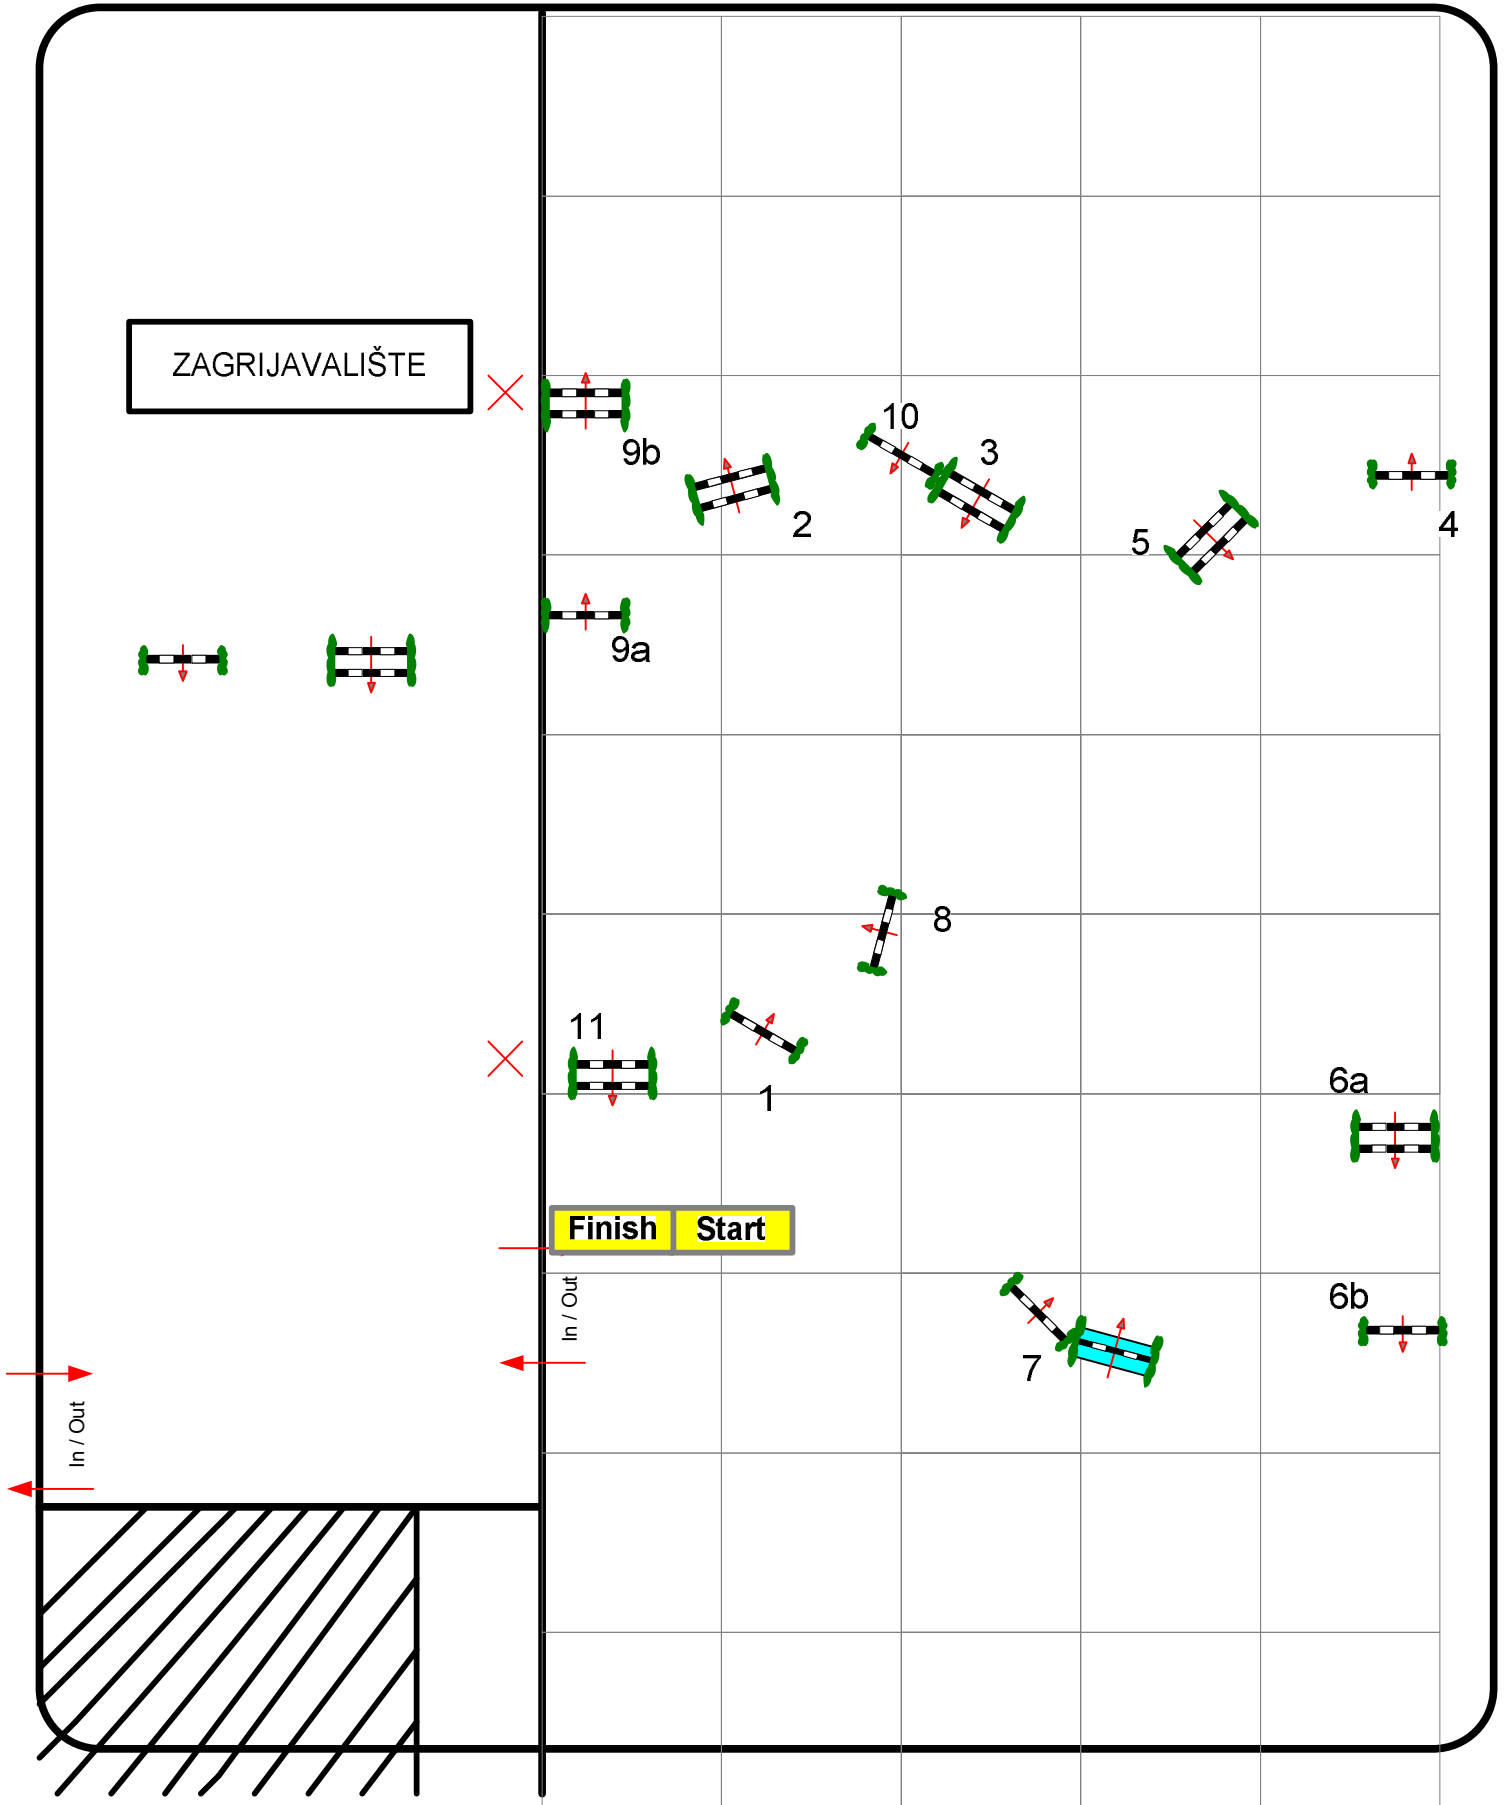 ZAGRIJAVALIŠTE
10
3
9b
2
4
5
9a
8
11
1
6a
Finish
Start
In / Out
6b
7
In / Out